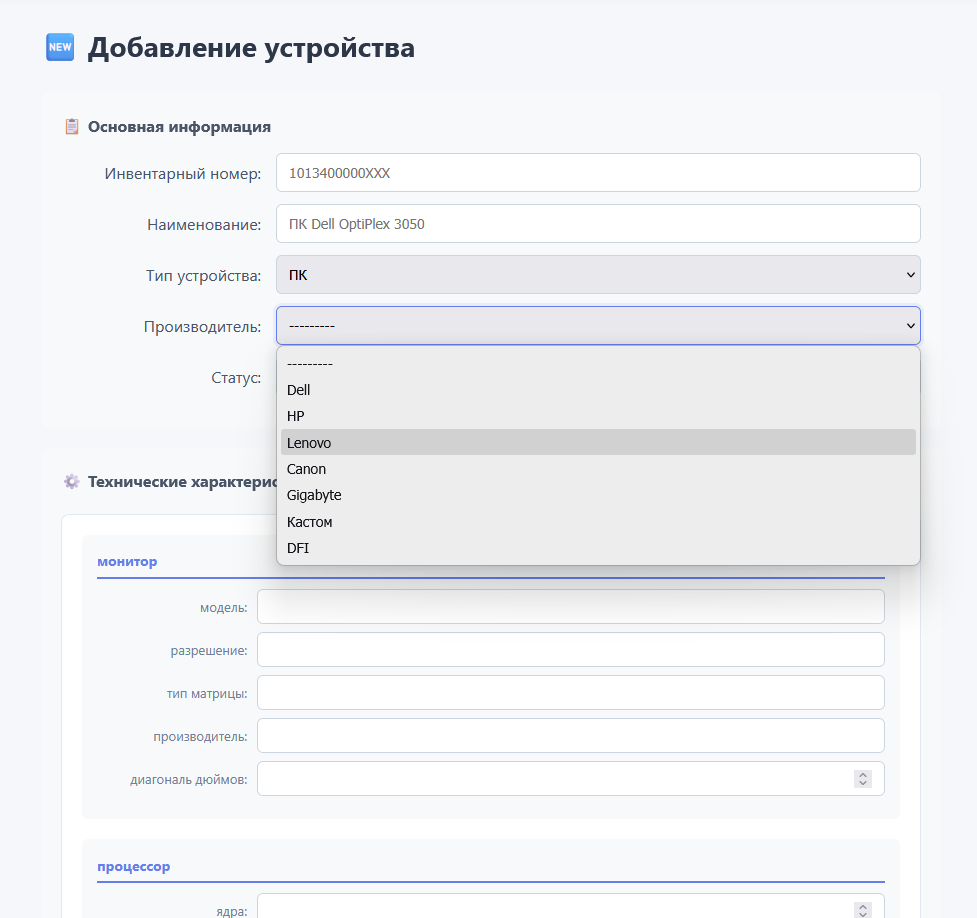 NEW Добавление устройства
Основная информация
Инвентарный номер: 1013400000XXX
Наименование: ПК Dell OptiPlex 3050
Тип устройства: ПК
Производитель: ---------
Статус:
---------
Dell
HP
Lenovo
Canon
Gigabyte
Кастом
DFI
Технические характерис
монитор
модель:
разрешение:
тип матрицы:
производитель:
диагональ дюймов:
процессор
ядра: